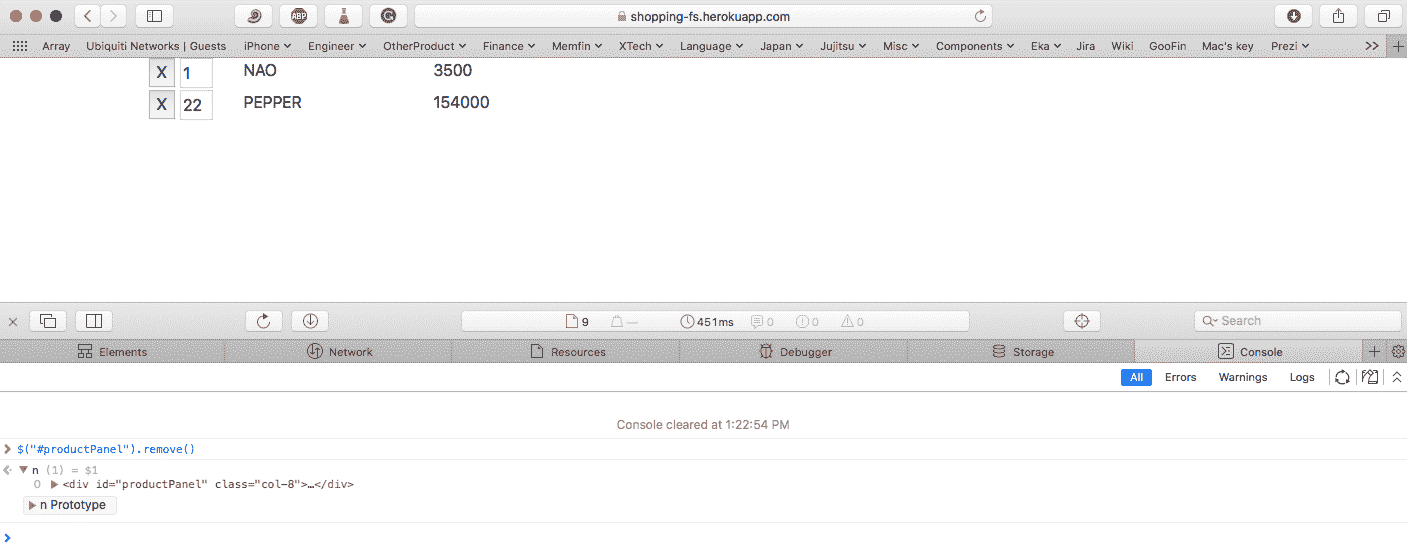 ABP
shopping-fs.herokuapp.com
Array Ubiquiti Networks | Guests iPhone Engineer OtherProduct Finance Memfin XTech Language Japan Jujitsu Misc Components Eka Jira Wiki GooFin Mac's key Prezi >> +
X 1 NAO 3500
X 22 PEPPER 154000
× 9 — 451ms 0 0 0 Search
Elements Network Resources Debugger Storage Console +
All Errors Warnings Logs
Console cleared at 1:22:54 PM
$("#productPanel").remove()
n (1) = $1
0 <div id="productPanel" class="col-8">…</div>
n Prototype